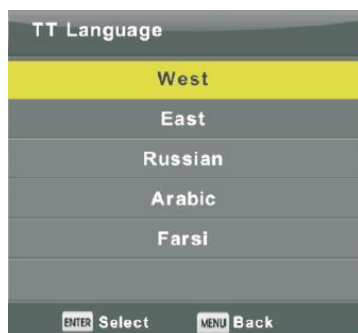 TT Language
West
East
Russian
Arabic
Farsi
ENTER Select MENU Back